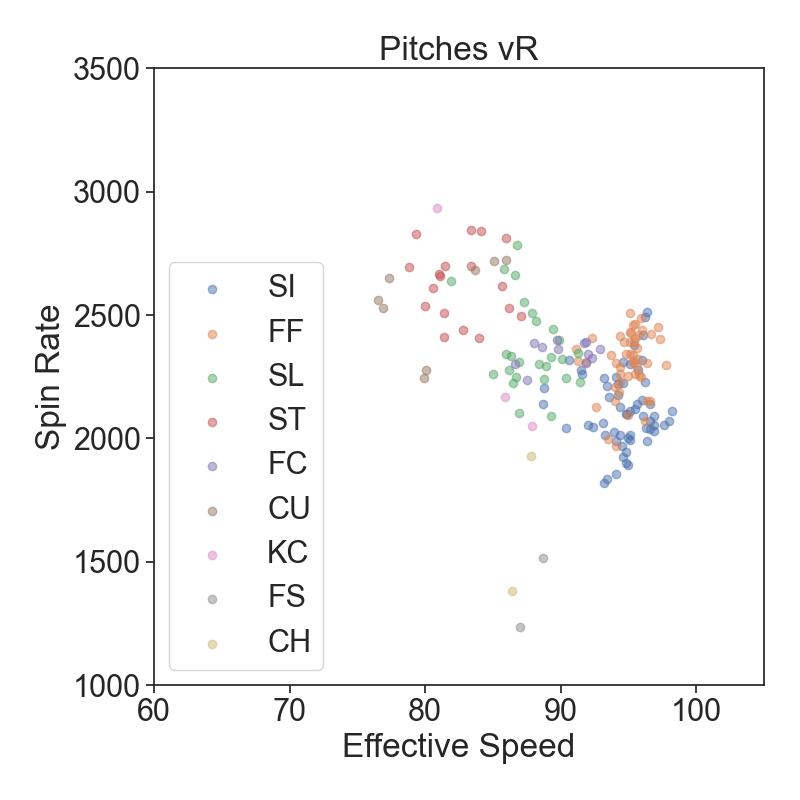 Pitches vR
3500
3000
2500
2000
1500
1000
Spin Rate
SI
FF
SL
ST
FC
CU
KC
FS
CH
60 70 80 90 100
Effective Speed